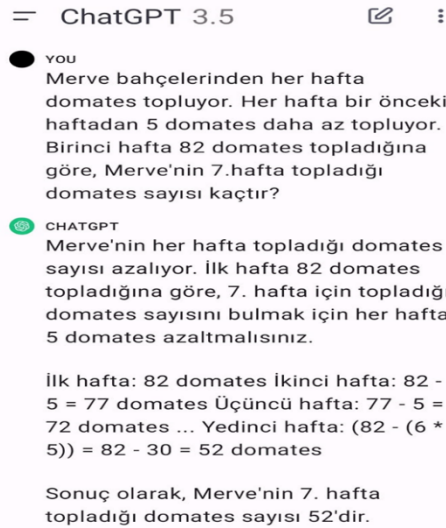 ChatGPT 3.5
YOU
Merve bahçelerinden her hafta
domates topluyor. Her hafta bir önceki
haftadan 5 domates daha az topluyor.
Birinci hafta 82 domates topladığına
göre, Merve'nin 7.hafta topladığı
domates sayısı kaçtır?
CHATGPT
Merve'nin her hafta topladığı domates
sayısı azalıyor. İlk hafta 82 domates
topladığına göre, 7. hafta için topladığı
domates sayısını bulmak için her hafta
5 domates azaltmalısınız.
İlk hafta: 82 domates İkinci hafta: 82 -
5 = 77 domates Üçüncü hafta: 77 - 5 =
72 domates ... Yedinci hafta: (82 - (6 *
5)) = 82 - 30 = 52 domates
Sonuç olarak, Merve'nin 7. hafta
topladığı domates sayısı 52'dir.